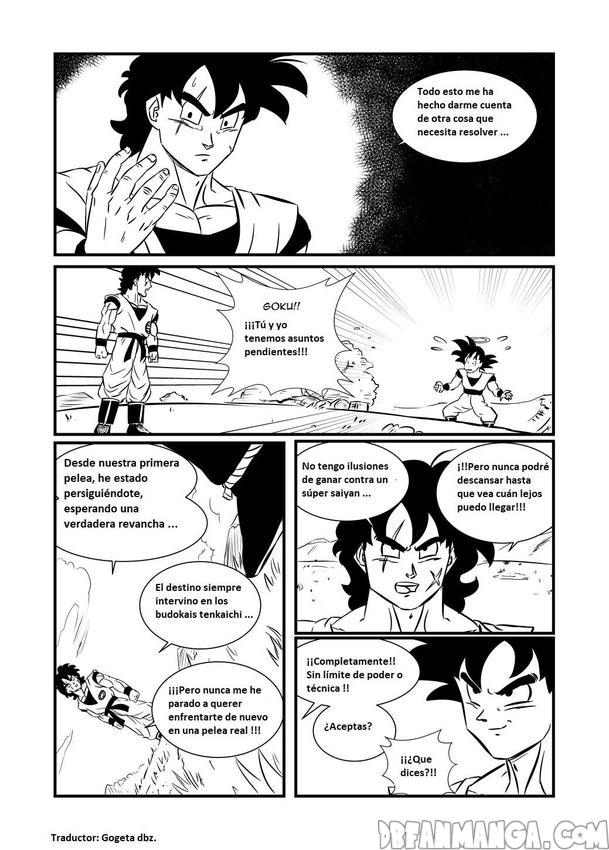 Todo esto me ha
hecho darme cuenta
de otra cosa que
necesita resolver ...
GOKU!!
¡¡¡Tú y yo
tenemos asuntos
pendientes!!!
Desde nuestra primera
pelea, he estado
persiguiéndote,
esperando una
verdadera revancha ...
El destino siempre
intervino en los
budokais tenkaichi ...
¡¡¡Pero nunca me he
parado a querer
enfrentarte de nuevo
en una pelea real !!!
No tengo ilusiones
de ganar contra un
súper saiyan ...
¡!!Pero nunca podré
descansar hasta
que vea cuán lejos
puedo llegar!!!
¡¡Completamente!!
Sin límite de poder o
técnica !!
¿Aceptas?
¡¡¿Que
dices?!!
Traductor: Gogeta dbz.
DBFANMANGA.COM